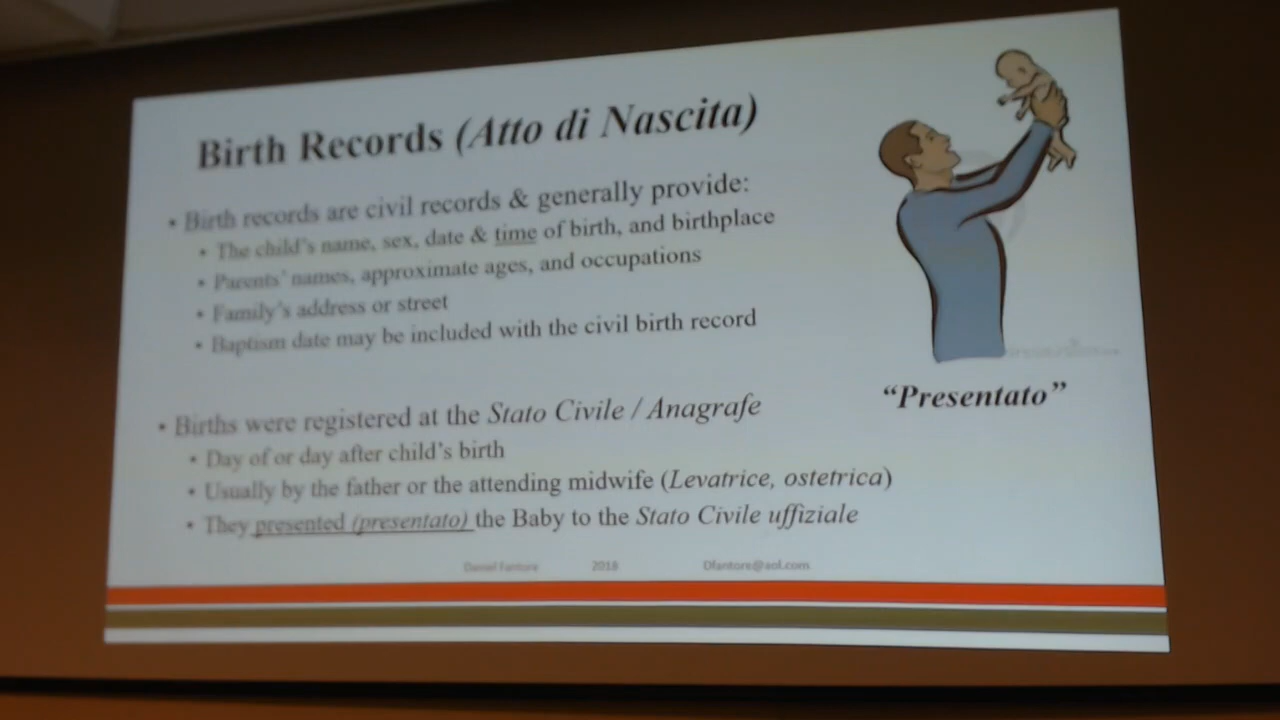 Birth Records (Atto di Nascita)
• Birth records are civil records & generally provide:
• The child's name, sex, date & time of birth, and birthplace
• Parents' names, approximate ages, and occupations
• Family's address or street
• Baptism date may be included with the civil birth record
"Presentato"
• Births were registered at the Stato Civile / Anagrafe
• Day of or day after child's birth
• Usually by the father or the attending midwife (Levatrice, ostetrica)
• They presented (presentato) the Baby to the Stato Civile uffiziale
Daniel Fantore 2018 Dfantore@aol.com